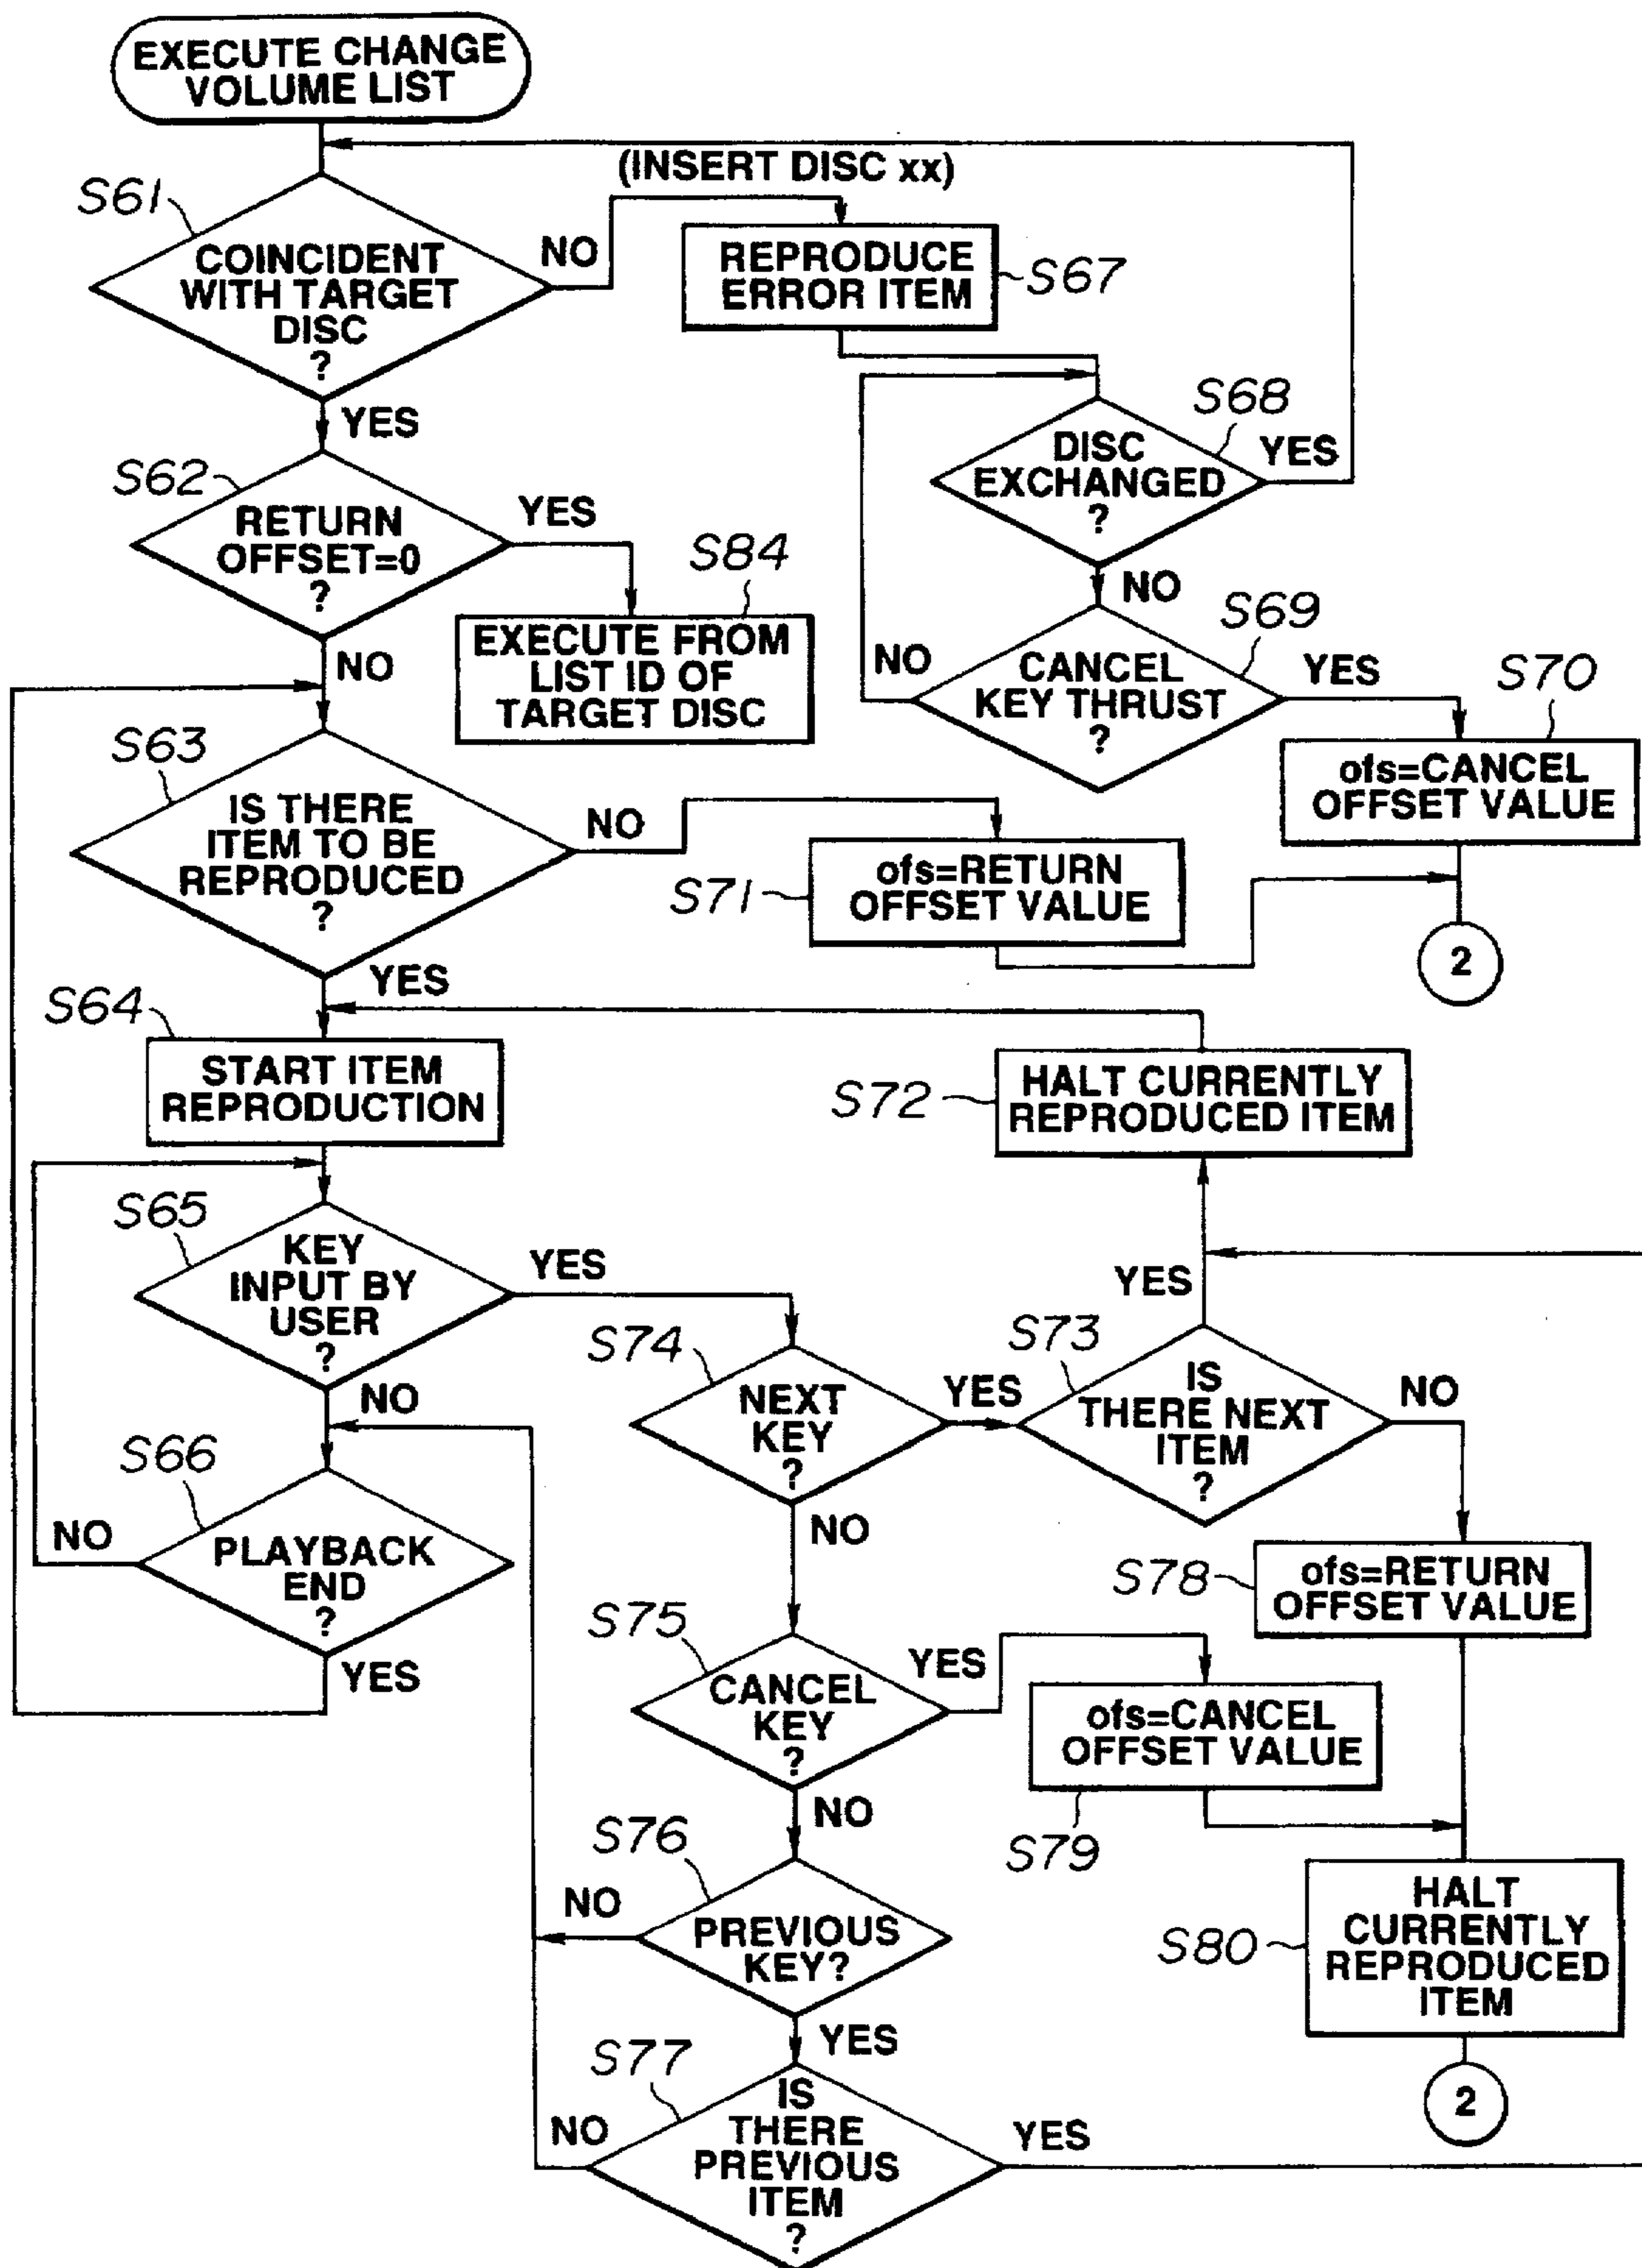 EXECUTE CHANGE
VOLUME LIST
(INSERT DISC xx)
S61
COINCIDENT
WITH TARGET
DISC
?
NO
REPRODUCE
ERROR ITEM
S67
YES
S68
DISC
EXCHANGED
?
YES
S62
RETURN
OFFSET=0
?
YES
S84
EXECUTE FROM
LIST ID OF
TARGET DISC
NO
NO
S69
CANCEL
KEY THRUST
?
NO
YES
S70
ofs=CANCEL
OFFSET VALUE
S63
IS THERE
ITEM TO BE
REPRODUCED
?
NO
S71
ofs=RETURN
OFFSET VALUE
2
YES
S64
START ITEM
REPRODUCTION
S72
HALT CURRENTLY
REPRODUCED ITEM
S65
KEY
INPUT BY
USER
?
YES
NO
S74
NEXT
KEY
?
YES
S73
IS
THERE NEXT
ITEM
?
YES
NO
S66
PLAYBACK
END
?
NO
YES
NO
S78
ofs=RETURN
OFFSET VALUE
S75
CANCEL
KEY
?
YES
ofs=CANCEL
OFFSET VALUE
S79
NO
S76
PREVIOUS
KEY?
NO
YES
S80
HALT
CURRENTLY
REPRODUCED
ITEM
2
S77
IS
THERE
PREVIOUS
ITEM
?
NO
YES